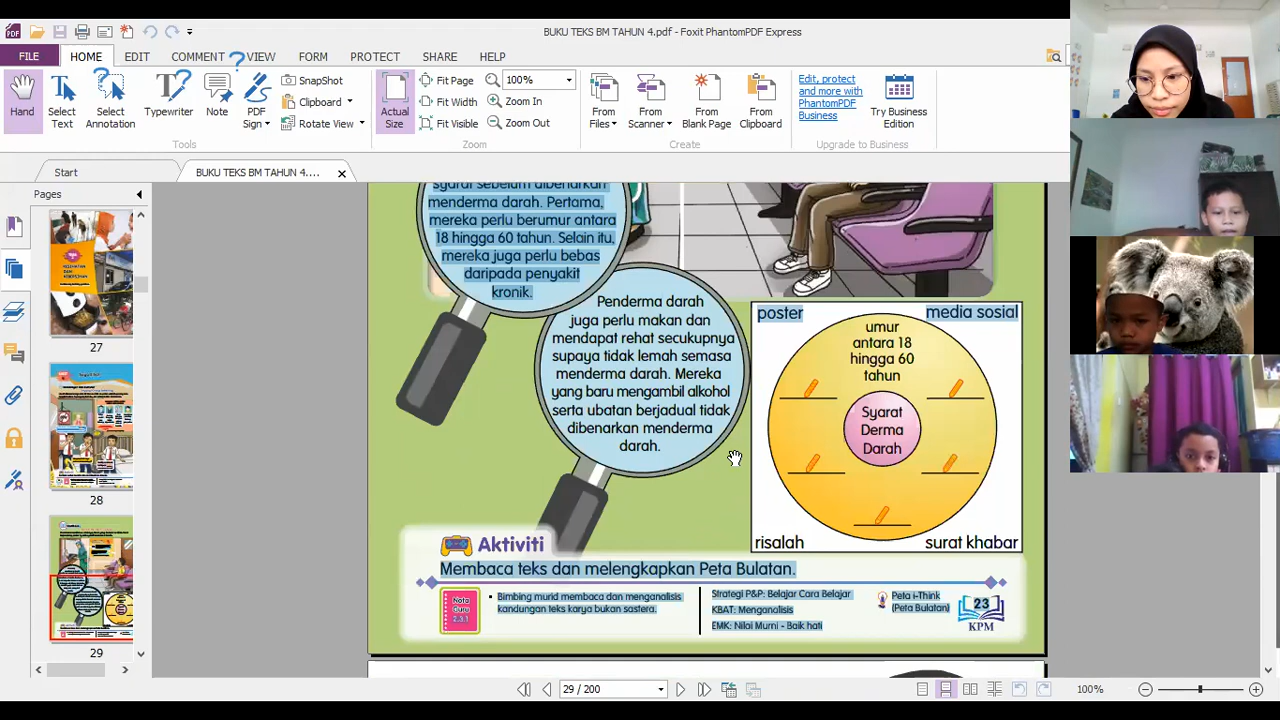 BUKU TEKS BM TAHUN 4.pdf - Foxit PhantomPDF Express
FILE
HOME
EDIT
COMMENT
VIEW
FORM
PROTECT
SHARE
HELP
Hand
Select
Text
Select
Annotation
Typewriter
Note
PDF
Sign
SnapShot
Clipboard
Rotate View
Tools
Actual
Size
Fit Page
Fit Width
Fit Visible
100%
Zoom In
Zoom Out
Zoom
From
Files
From
Scanner
From
Blank Page
From
Clipboard
Create
Edit, protect
and more with
PhantomPDF
Business
Try Business
Edition
Upgrade to Business
Start
BUKU TEKS BM TAHUN 4....
Pages
27
28
29
syarat sebelum dibenarkan
menderma darah. Pertama,
mereka perlu berumur antara
18 hingga 60 tahun. Selain itu,
mereka juga perlu bebas
daripada penyakit
kronik.
Penderma darah
juga perlu makan dan
mendapat rehat secukupnya
supaya tidak lemah semasa
menderma darah. Mereka
yang baru mengambil alkohol
serta ubatan berjadual tidak
dibenarkan menderma
darah.
poster
media sosial
umur
antara 18
hingga 60
tahun
Syarat
Derma
Darah
risalah
surat khabar
Aktiviti
Membaca teks dan melengkapkan Peta Bulatan.
Nota
Guru
2.3.1
• Bimbing murid membaca dan menganalisis
kandungan teks karya bukan sastera.
Strategi P&P: Belajar Cara Belajar
KBAT: Menganalisis
EMK: Nilai Murni - Baik hati
Peta i-Think
(Peta Bulatan)
23
KPM
29 / 200
100%